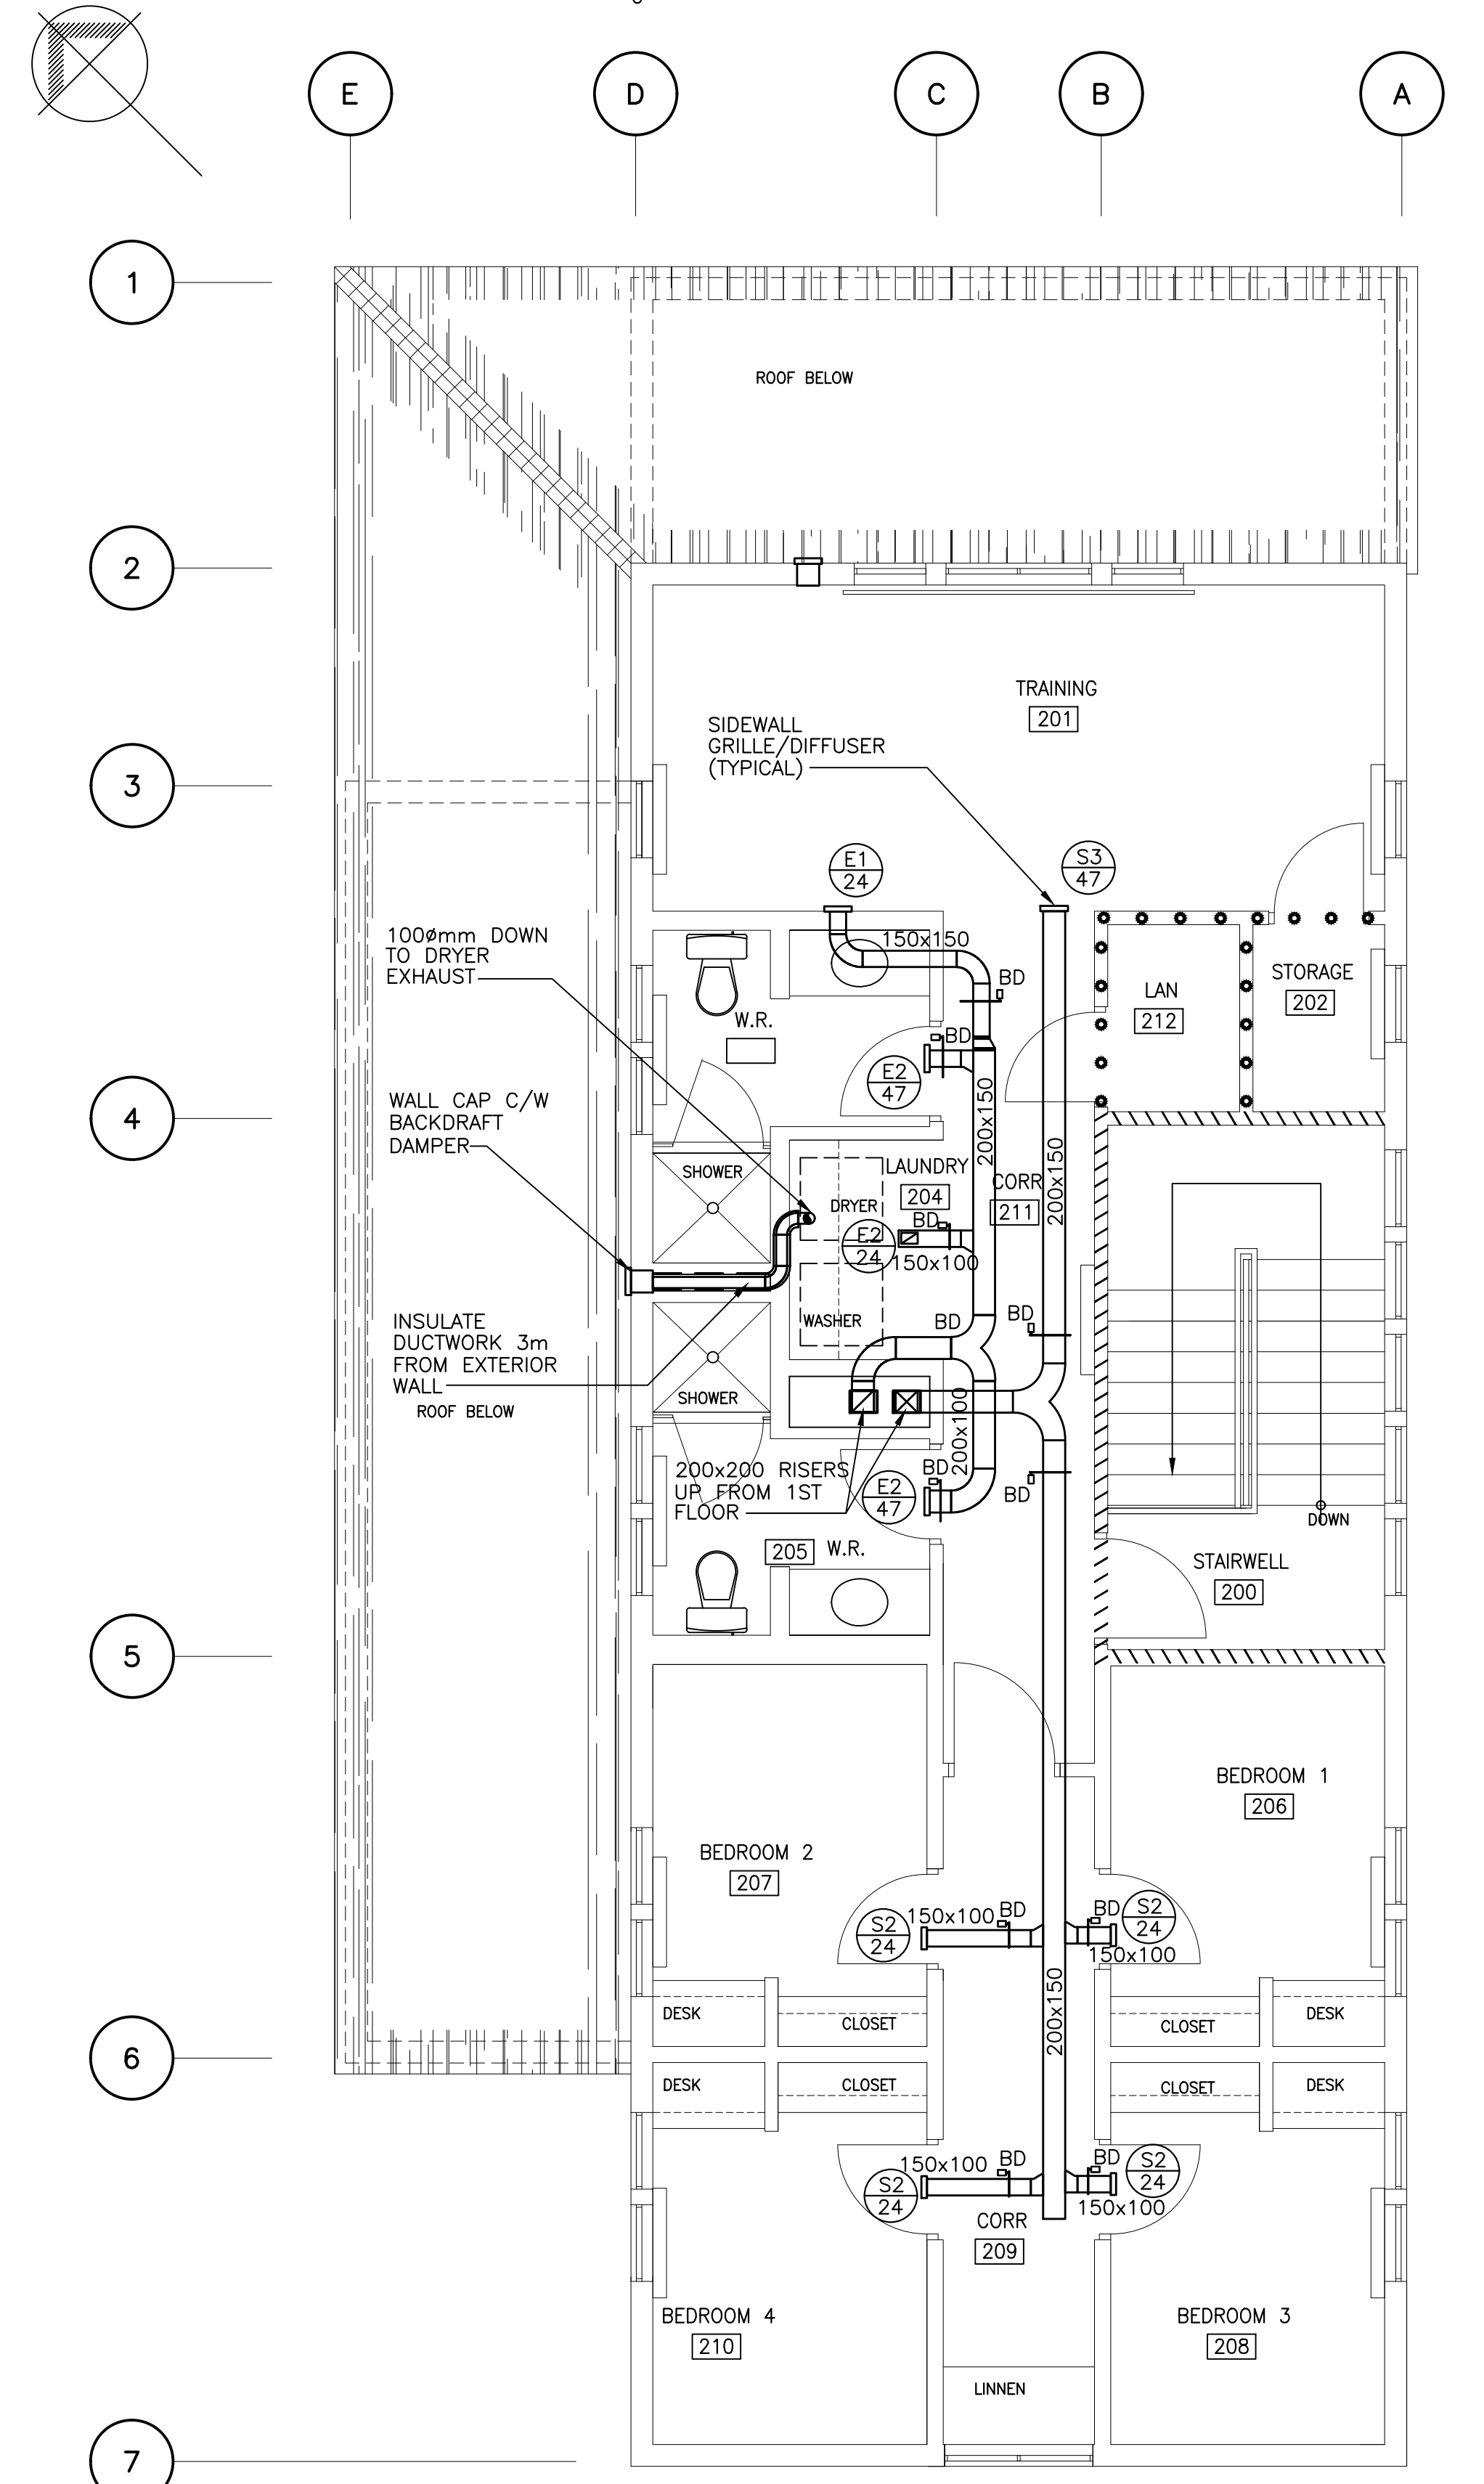 E
D
C
B
A
1
2
3
4
5
6
7
ROOF BELOW
TRAINING
201
SIDEWALL
GRILLE/DIFFUSER
(TYPICAL)
E1
24
S3
47
150x150
BD
100ømm DOWN
TO DRYER
EXHAUST
STORAGE
202
LAN
212
W.R.
BD
E2
47
200x150
WALL CAP C/W
BACKDRAFT
DAMPER
SHOWER
LAUNDRY
204
DRYER
CORR
211
200x150
BD
E2
24
150x100
WASHER
BD
BD
INSULATE
DUCTWORK 3m
FROM EXTERIOR
WALL
ROOF BELOW
SHOWER
200x100
200x200 RISERS
UP FROM 1ST
FLOOR
BD
E2
47
BD
DOWN
205
W.R.
STAIRWELL
200
BEDROOM 1
206
BEDROOM 2
207
S2
24
150x100
BD
BD
S2
24
150x100
200x150
DESK
CLOSET
CLOSET
DESK
DESK
CLOSET
CLOSET
DESK
S2
24
150x100
BD
BD
S2
24
150x100
CORR
209
BEDROOM 4
210
BEDROOM 3
208
LINNEN